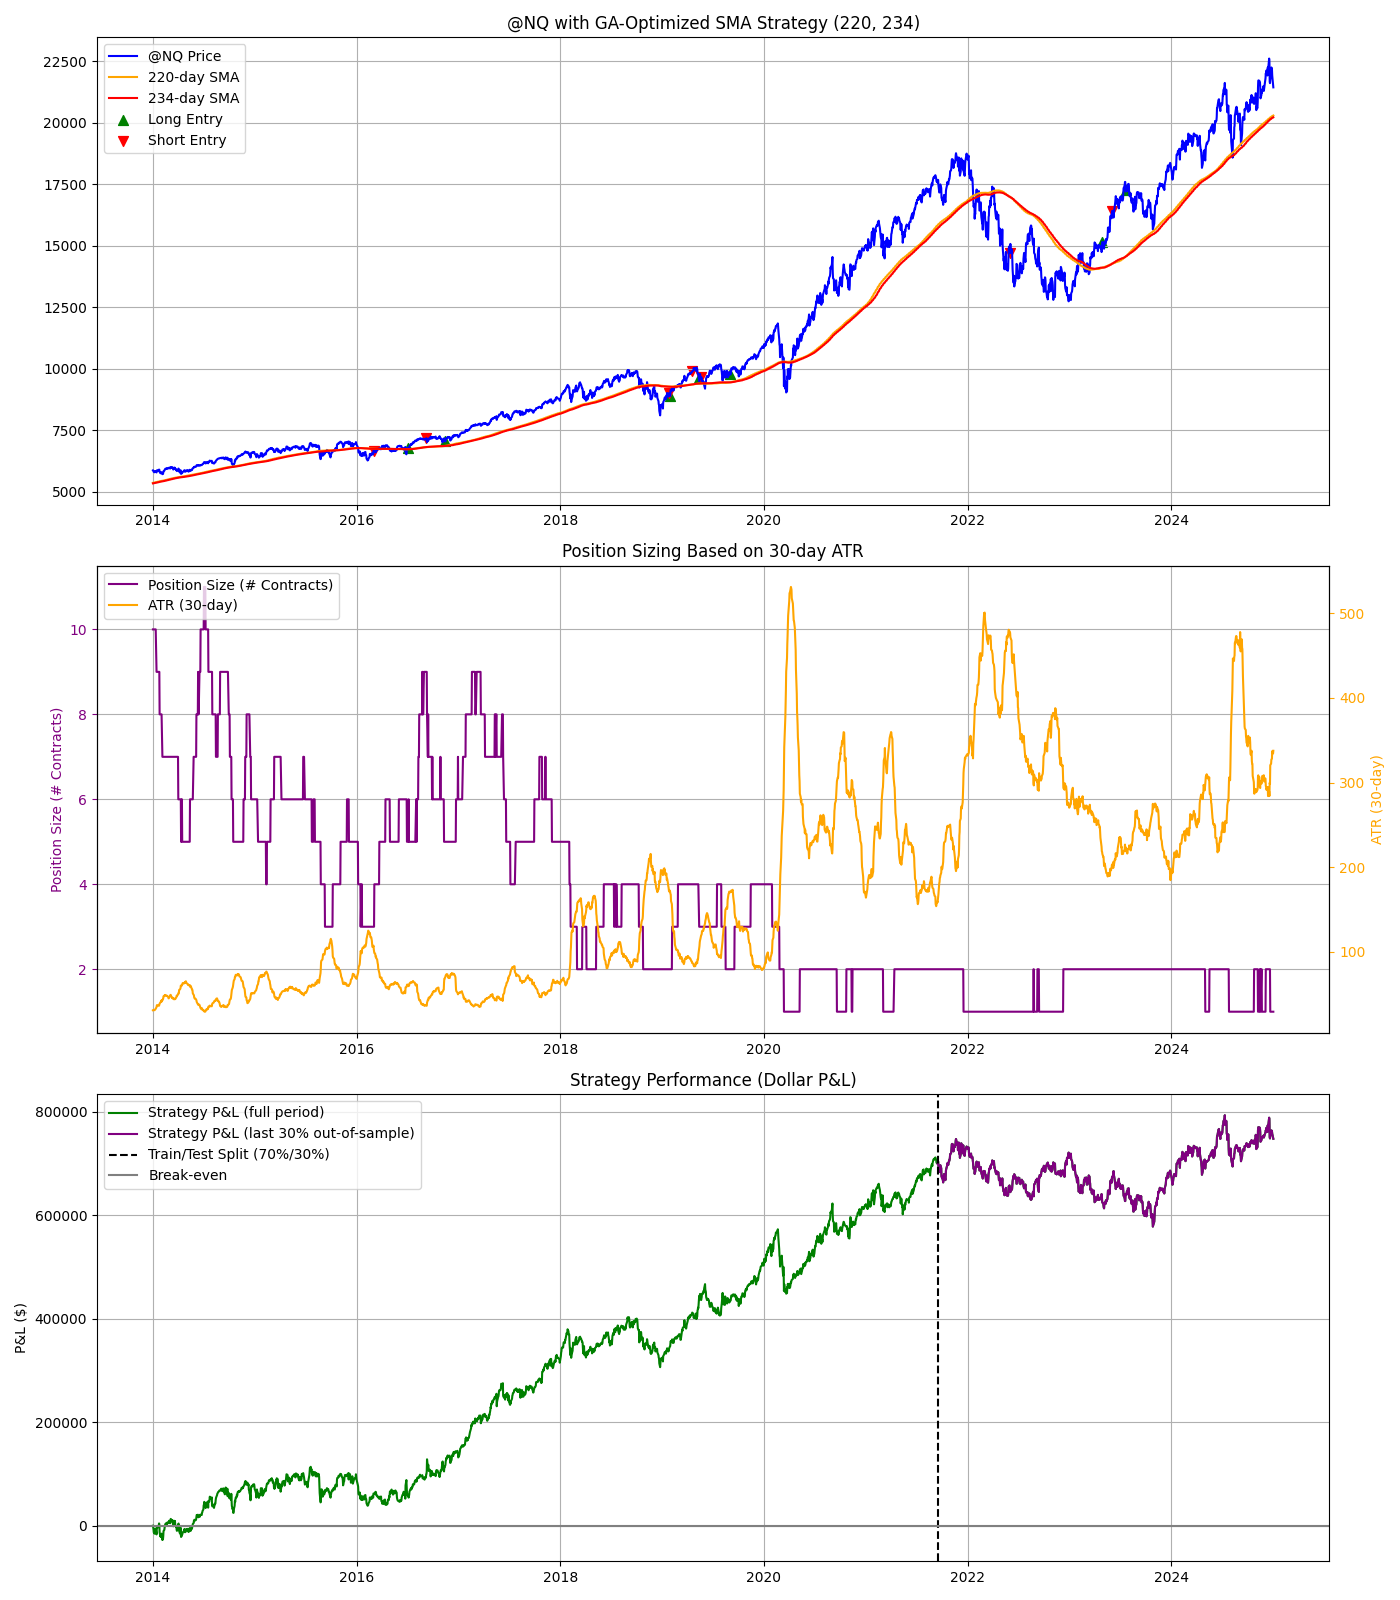 @NQ with GA-Optimized SMA Strategy (220, 234)
@NQ Price
220-day SMA
234-day SMA
Long Entry
Short Entry
22500
20000
17500
15000
12500
10000
7500
5000
2014 2016 2018 2020 2022 2024
Position Sizing Based on 30-day ATR
Position Size (# Contracts)
ATR (30-day)
Position Size (# Contracts)
10
8
6
4
2
500
400
300
200
100
ATR (30-day)
2014 2016 2018 2020 2022 2024
Strategy Performance (Dollar P&L)
Strategy P&L (full period)
Strategy P&L (last 30% out-of-sample)
Train/Test Split (70%/30%)
Break-even
P&L ($)
800000
600000
400000
200000
0
2014 2016 2018 2020 2022 2024